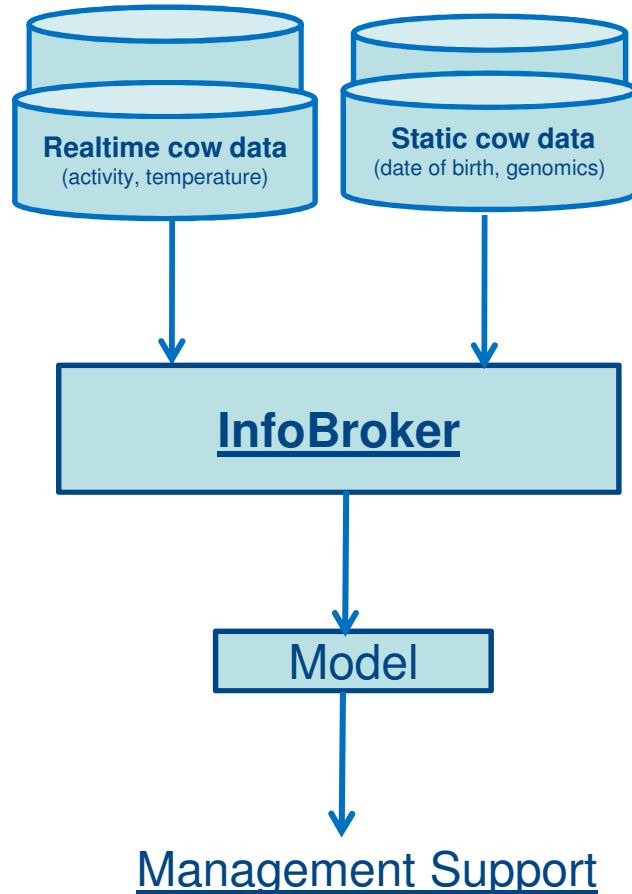 Realtime cow data
(activity, temperature)
Static cow data
(date of birth, genomics)
InfoBroker
Model
Management Support